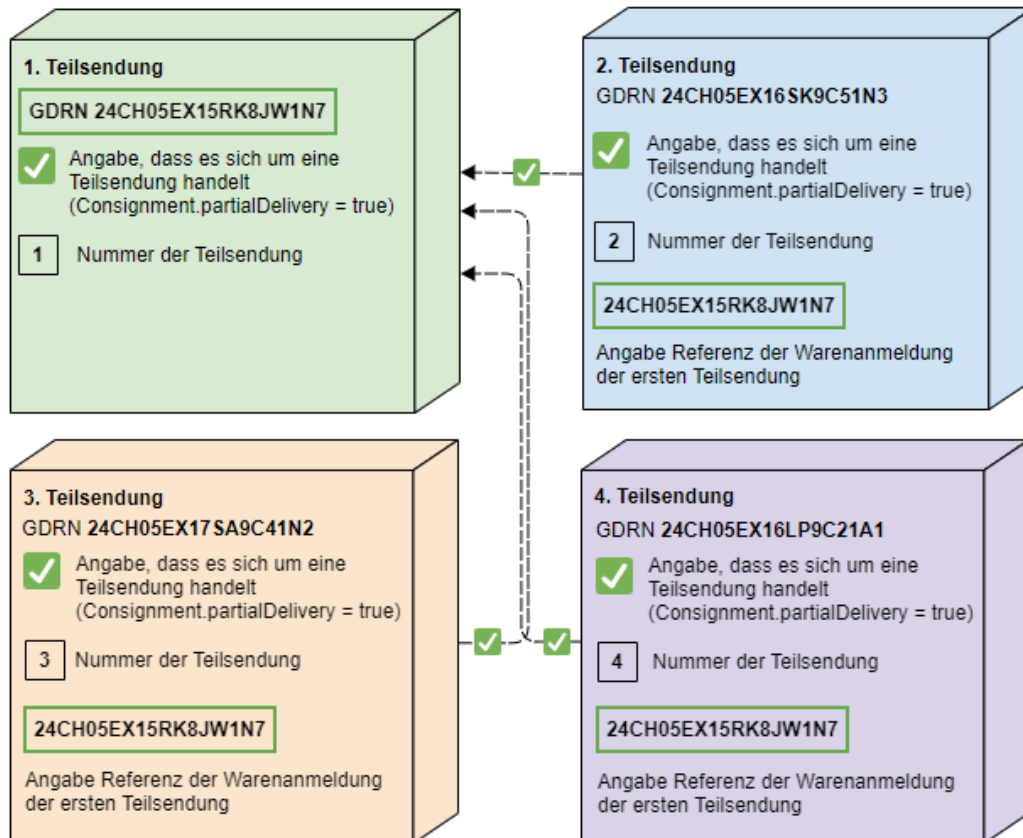 1. Teilsendung
GDRN 24CH05EX15RK8JW1N7
Angabe, dass es sich um eine
Teilsendung handelt
(Consignment.partialDelivery = true)
1 Nummer der Teilsendung
2. Teilsendung
GDRN 24CH05EX16SK9C51N3
Angabe, dass es sich um eine
Teilsendung handelt
(Consignment.partialDelivery = true)
2 Nummer der Teilsendung
24CH05EX15RK8JW1N7
Angabe Referenz der Warenanmeldung
der ersten Teilsendung
3. Teilsendung
GDRN 24CH05EX17SA9C41N2
Angabe, dass es sich um eine
Teilsendung handelt
(Consignment.partialDelivery = true)
3 Nummer der Teilsendung
24CH05EX15RK8JW1N7
Angabe Referenz der Warenanmeldung
der ersten Teilsendung
4. Teilsendung
GDRN 24CH05EX16LP9C21A1
Angabe, dass es sich um eine
Teilsendung handelt
(Consignment.partialDelivery = true)
4 Nummer der Teilsendung
24CH05EX15RK8JW1N7
Angabe Referenz der Warenanmeldung
der ersten Teilsendung